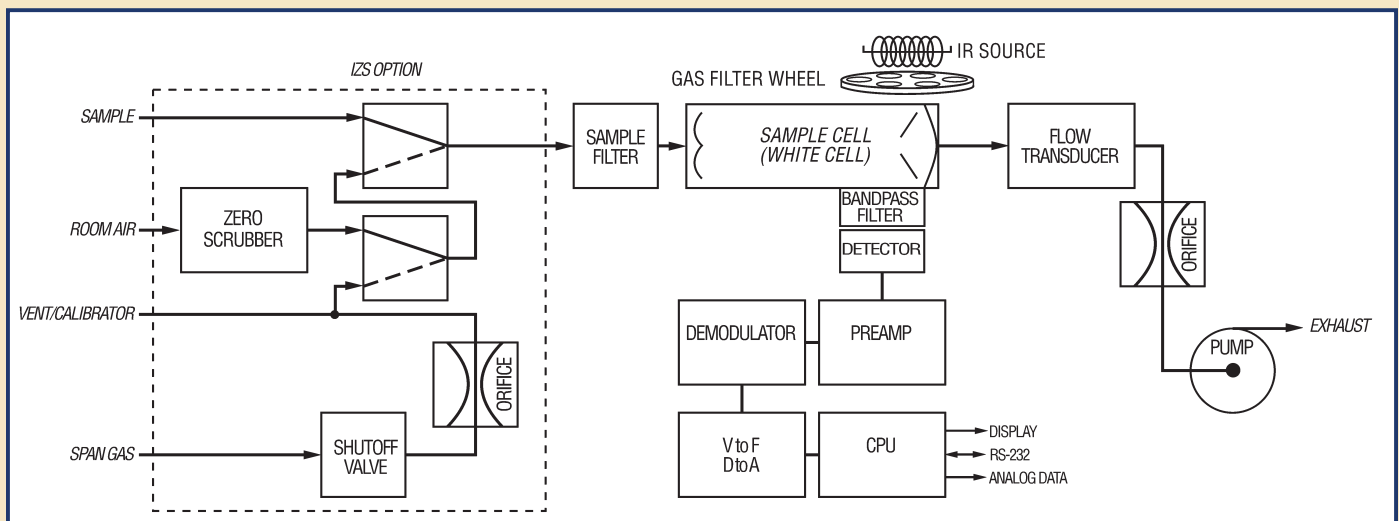 IR SOURCE
GAS FILTER WHEEL
IZS OPTION
SAMPLE
SAMPLE
FILTER
SAMPLE CELL
(WHITE CELL)
FLOW
TRANSDUCER
BANDPASS
FILTER
DETECTOR
ROOM AIR
ZERO
SCRUBBER
ORIFICE
VENT/CALIBRATOR
DEMODULATOR
PREAMP
EXHAUST
PUMP
ORIFICE
SPAN GAS
SHUTOFF
VALVE
V to F
D to A
CPU
DISPLAY
RS-232
ANALOG DATA